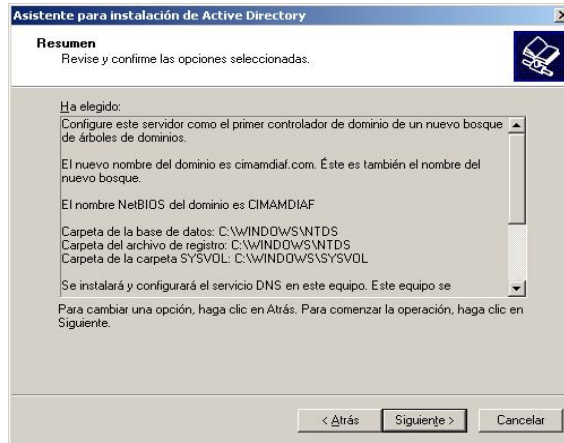 Asistente para instalación de Active Directory
Resumen
Revise y confirme las opciones seleccionadas.
Ha elegido:
Configure este servidor como el primer controlador de dominio de un nuevo bosque
de árboles de dominios.
El nuevo nombre del dominio es cimamdiaf.com. Éste es también el nombre del
nuevo bosque.
El nombre NetBIOS del dominio es CIMAMDIAF
Carpeta de la base de datos: C:\WINDOWS\NTDS
Carpeta del archivo de registro: C:\WINDOWS\NTDS
Carpeta de la carpeta SYSVOL: C:\WINDOWS\SYSVOL
Se instalará y configurará el servicio DNS en este equipo. Este equipo se
Para cambiar una opción, haga clic en Atrás. Para comenzar la operación, haga clic en
Siguiente.
< Atrás
Siguiente >
Cancelar